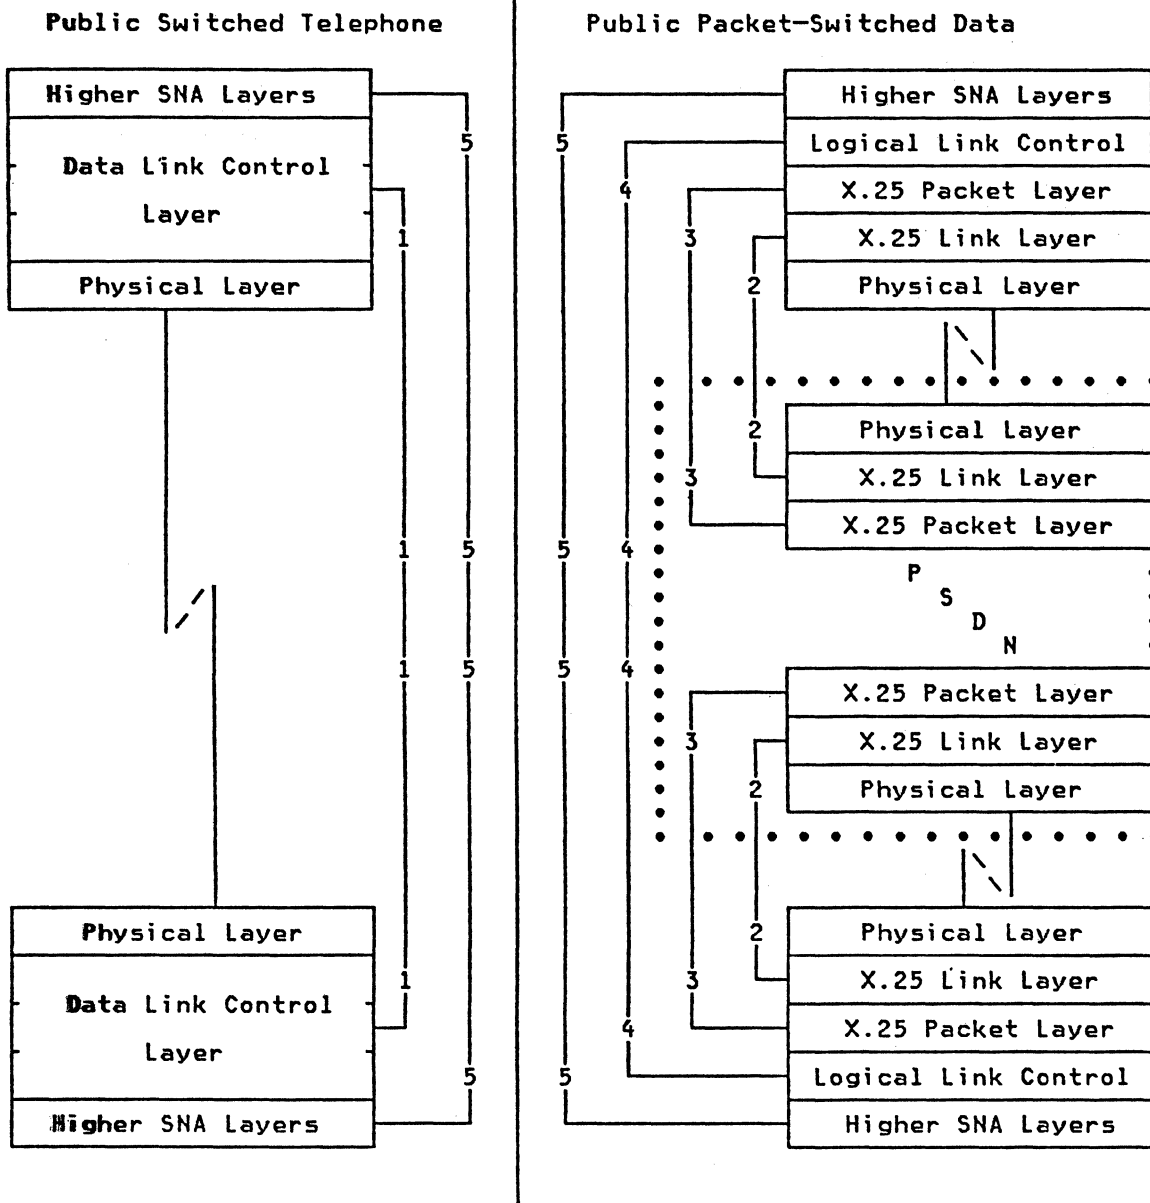 Public Switched Telephone
Higher SNA Layers
Data Link Control
Layer
Physical Layer
5
1
1
5
1
5
Physical Layer
Data Link Control
Layer
Higher SNA Layers
1
5
Public Packet-Switched Data
Higher SNA Layers
Logical Link Control
X.25 Packet Layer
X.25 Link Layer
Physical Layer
5
4
3
2
Physical Layer
X.25 Link Layer
X.25 Packet Layer
2
3
5
4
P
S
D
N
5
4
X.25 Packet Layer
X.25 Link Layer
Physical Layer
3
2
Physical Layer
X.25 Link Layer
X.25 Packet Layer
Logical Link Control
Higher SNA Layers
2
3
4
5